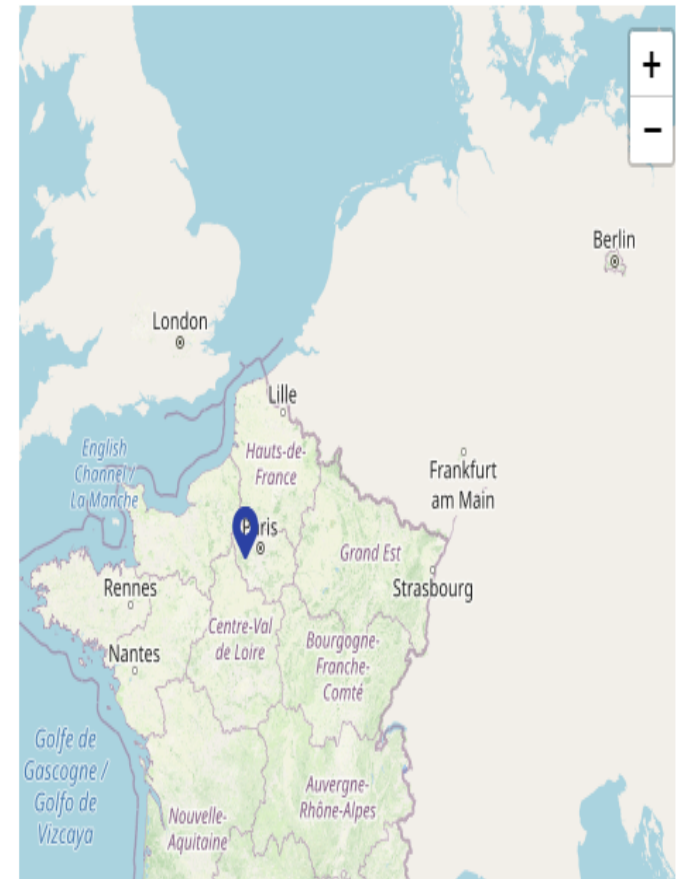 +
−
Berlin
London
Lille
English
Channel /
La Manche
Hauts-de-
France
Frankfurt
am Main
Paris
Grand Est
Rennes
Strasbourg
Centre-Val
de Loire
Bourgogne-
Franche-
Comté
Nantes
Golfe de
Gascogne /
Golfo de
Vizcaya
Auvergne-
Rhône-Alpes
Nouvelle-
Aquitaine